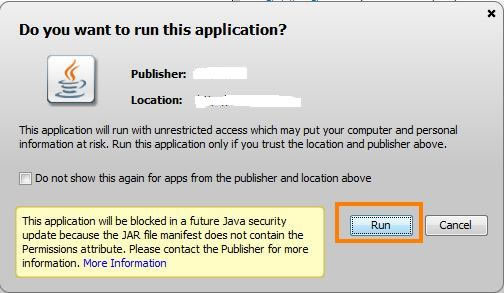 Do you want to run this application?
Publisher:
Location:
This application will run with unrestricted access which may put your computer and personal
information at risk. Run this application only if you trust the location and publisher above.
Do not show this again for apps from the publisher and location above
This application will be blocked in a future Java security
update because the JAR file manifest does not contain the
Permissions attribute. Please contact the Publisher for more
information. More Information
Run
Cancel